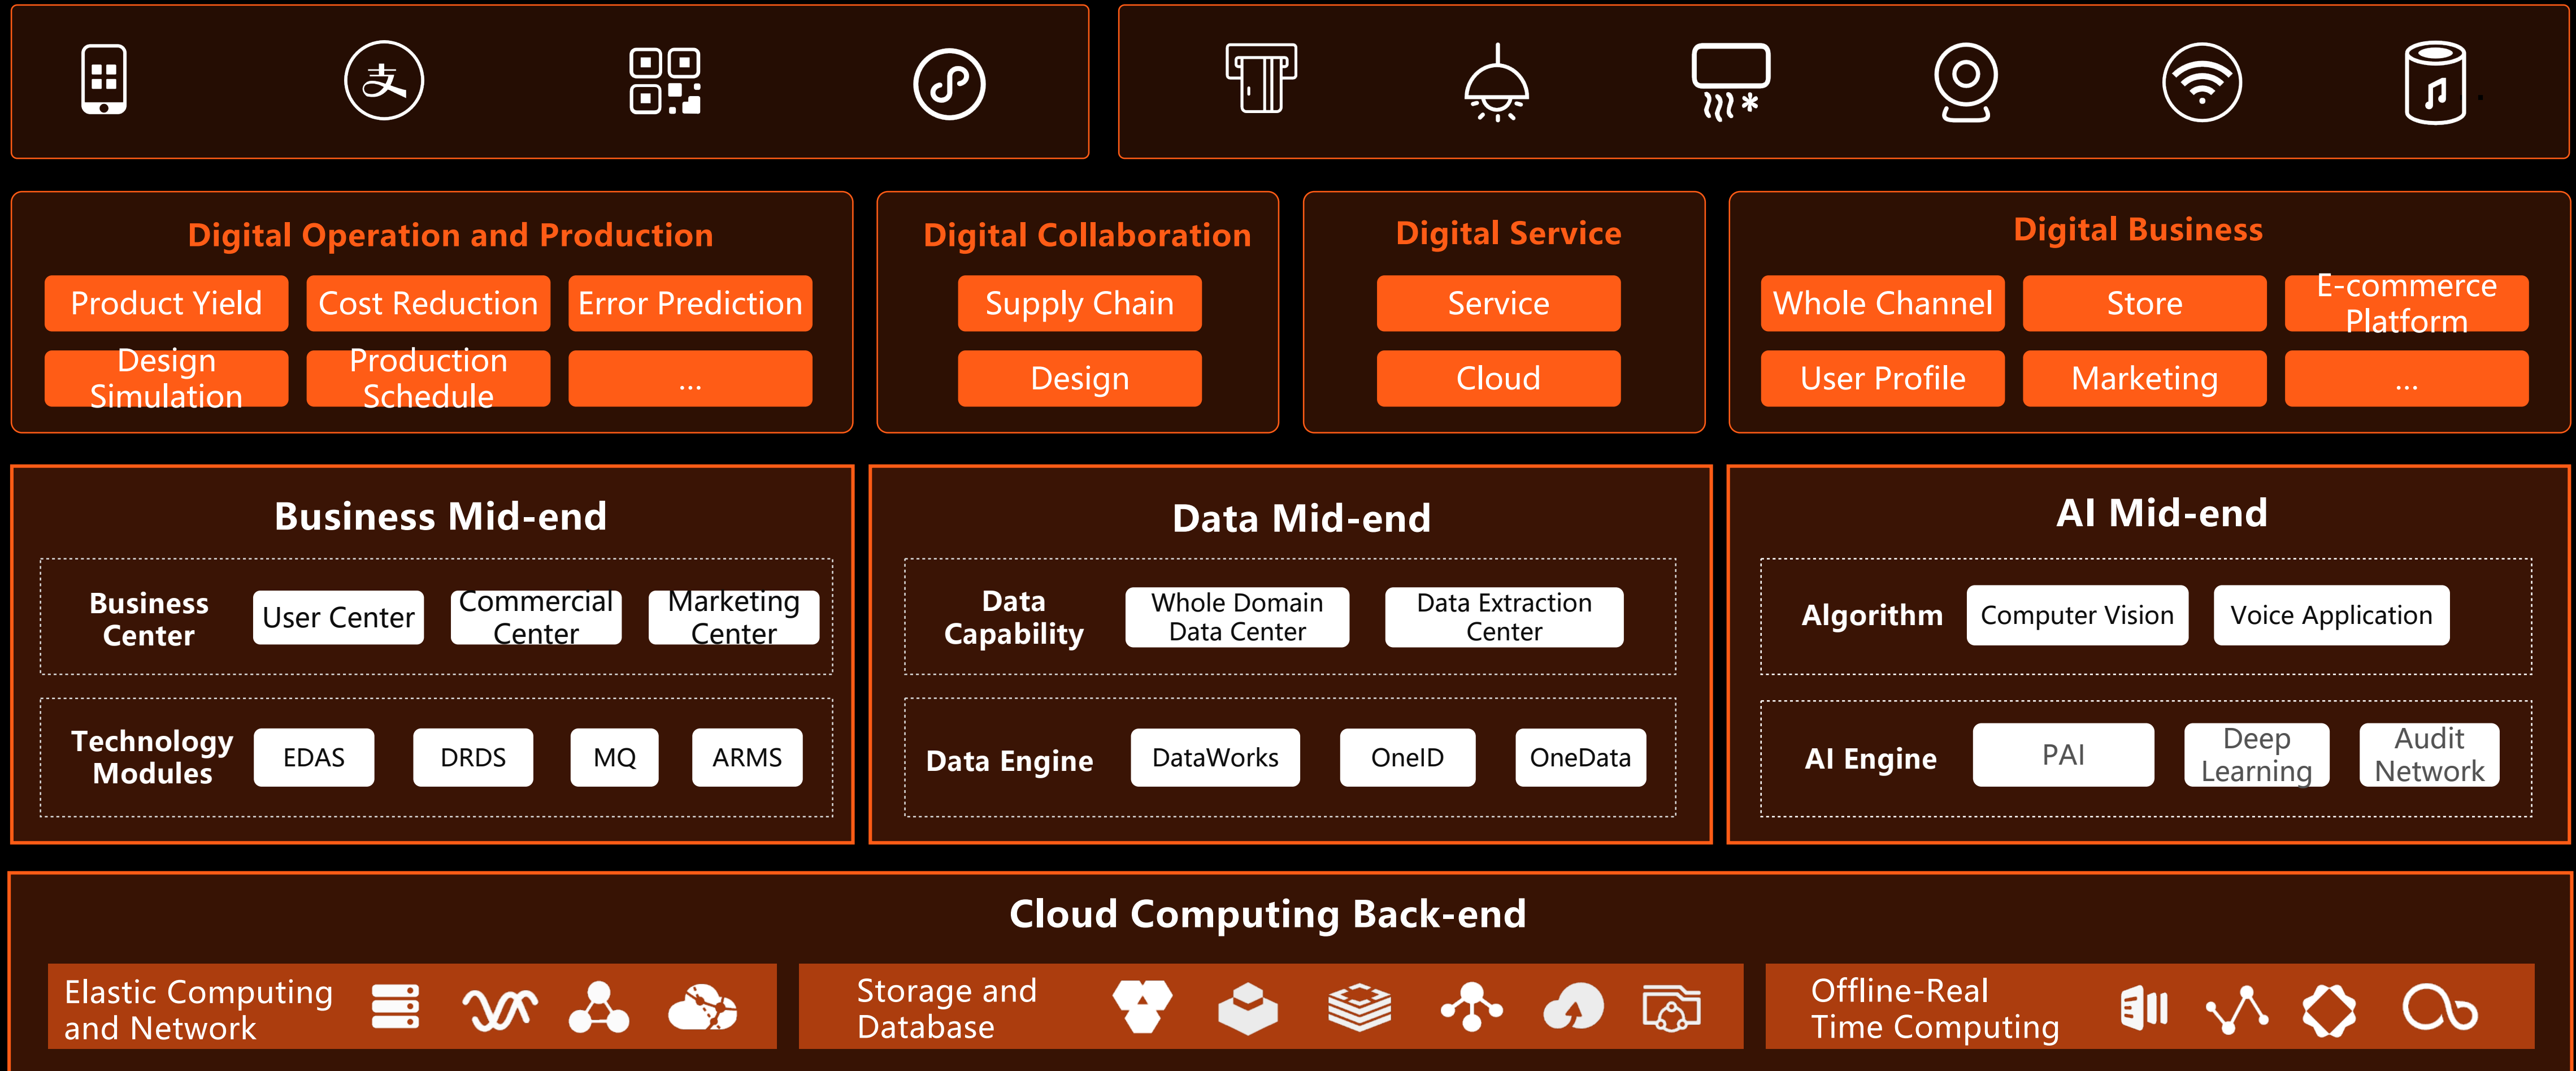 支
Digital Operation and Production
Product Yield
Cost Reduction
Error Prediction
Design
Simulation
Production
Schedule
...
Digital Collaboration
Supply Chain
Design
Digital Service
Service
Cloud
Digital Business
Whole Channel
Store
E-commerce
Platform
User Profile
Marketing
...
Business Mid-end
Business
Center
User Center
Commercial
Center
Marketing
Center
Technology
Modules
EDAS
DRDS
MQ
ARMS
Data Mid-end
Data
Capability
Whole Domain
Data Center
Data Extraction
Center
Data Engine
DataWorks
OneID
OneData
AI Mid-end
Algorithm
Computer Vision
Voice Application
AI Engine
PAI
Deep
Learning
Audit
Network
Cloud Computing Back-end
Elastic Computing
and Network
Storage and
Database
Offline-Real
Time Computing